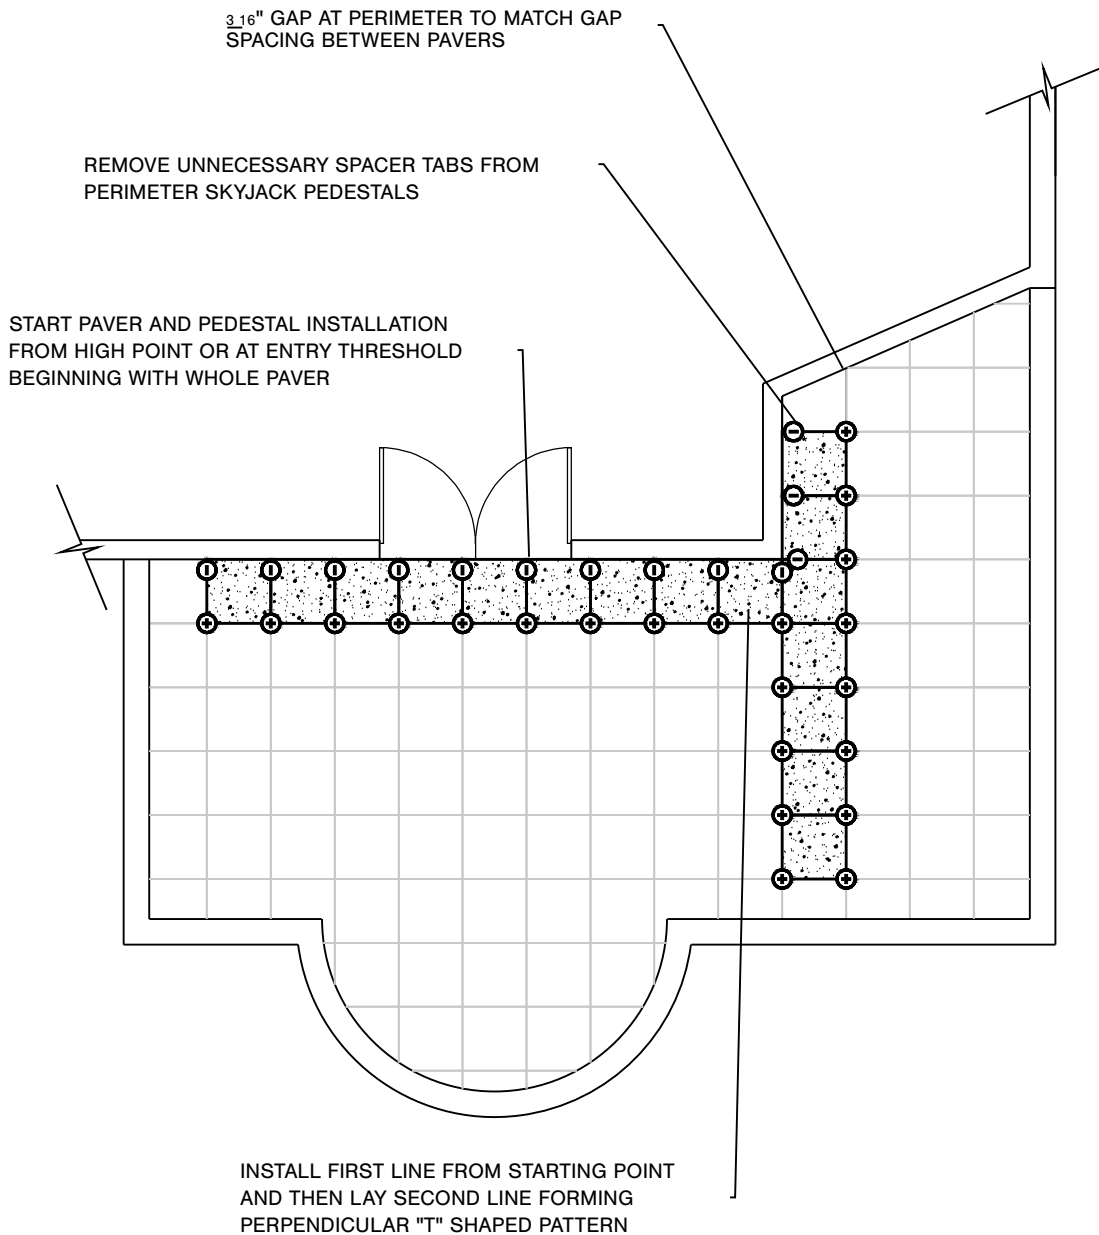 3 16" GAP AT PERIMETER TO MATCH GAP
SPACING BETWEEN PAVERS
REMOVE UNNECESSARY SPACER TABS FROM
PERIMETER SKYJACK PEDESTALS
START PAVER AND PEDESTAL INSTALLATION
FROM HIGH POINT OR AT ENTRY THRESHOLD
BEGINNING WITH WHOLE PAVER
INSTALL FIRST LINE FROM STARTING POINT
AND THEN LAY SECOND LINE FORMING
PERPENDICULAR "T" SHAPED PATTERN